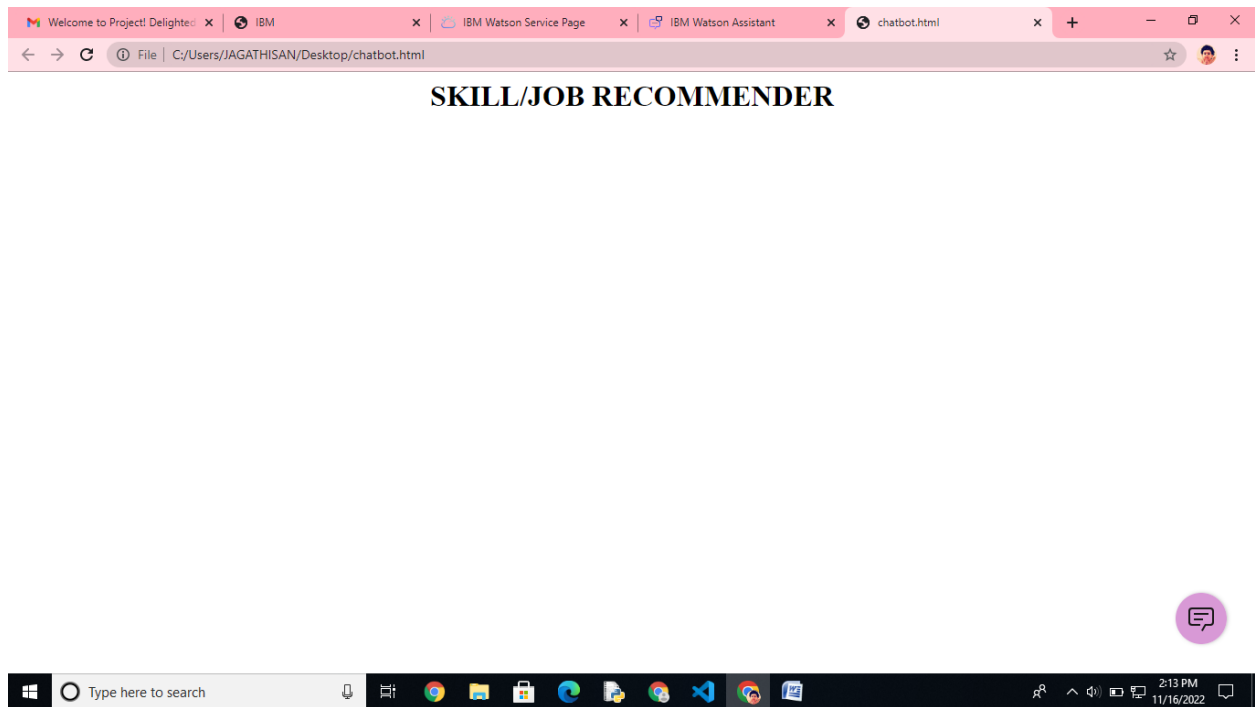 Welcome to Project! Delighted
IBM
IBM Watson Service Page
IBM Watson Assistant
chatbot.html
File | C:/Users/JAGATHISAN/Desktop/chatbot.html
SKILL/JOB RECOMMENDER
Type here to search
2:13 PM
11/16/2022